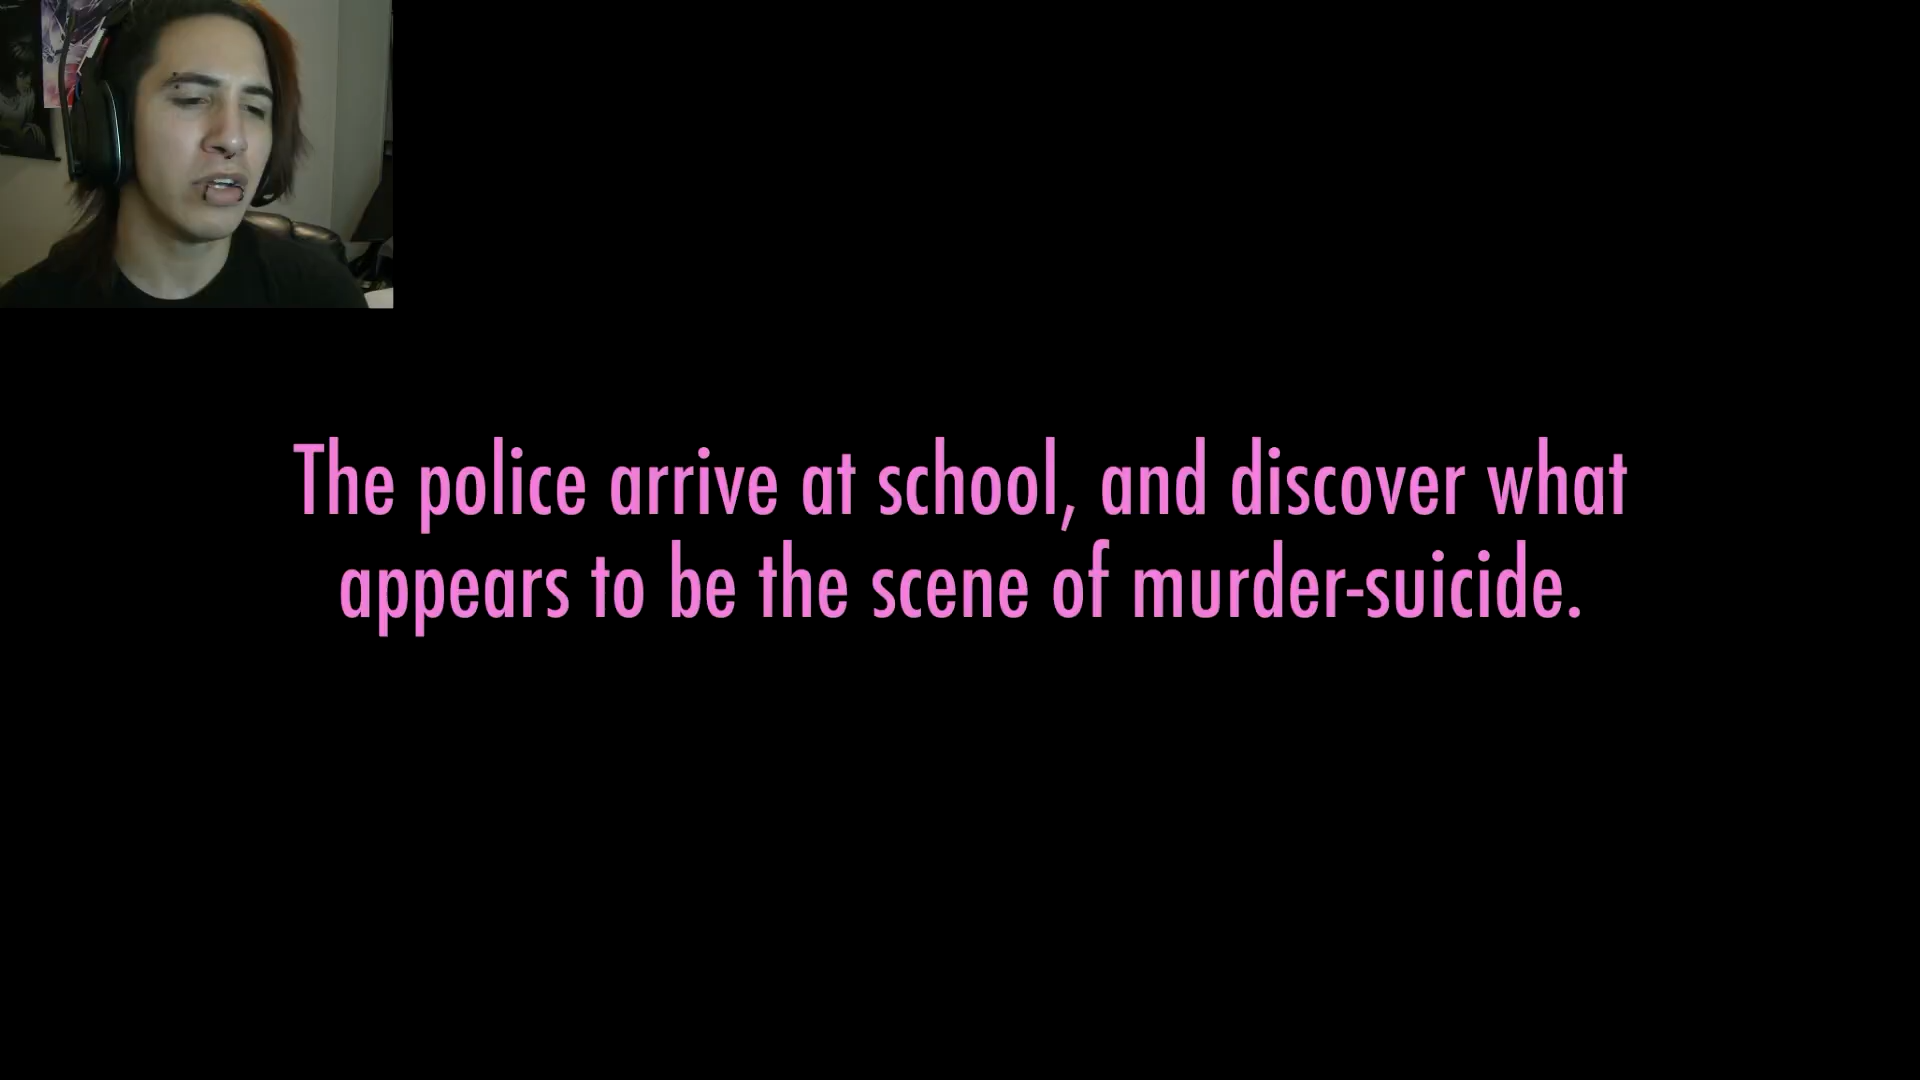 The police arrive at school, and discover what
appears to be the scene of murder-suicide.